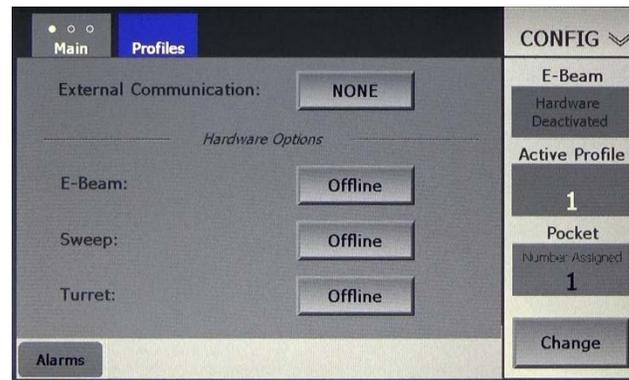 Main
Profiles
CONFIG
External Communication:
NONE
Hardware Options
E-Beam:
Offline
Sweep:
Offline
Turret:
Offline
Alarms
E-Beam
Hardware
Deactivated
Active Profile
1
Pocket
Number Assigned
1
Change